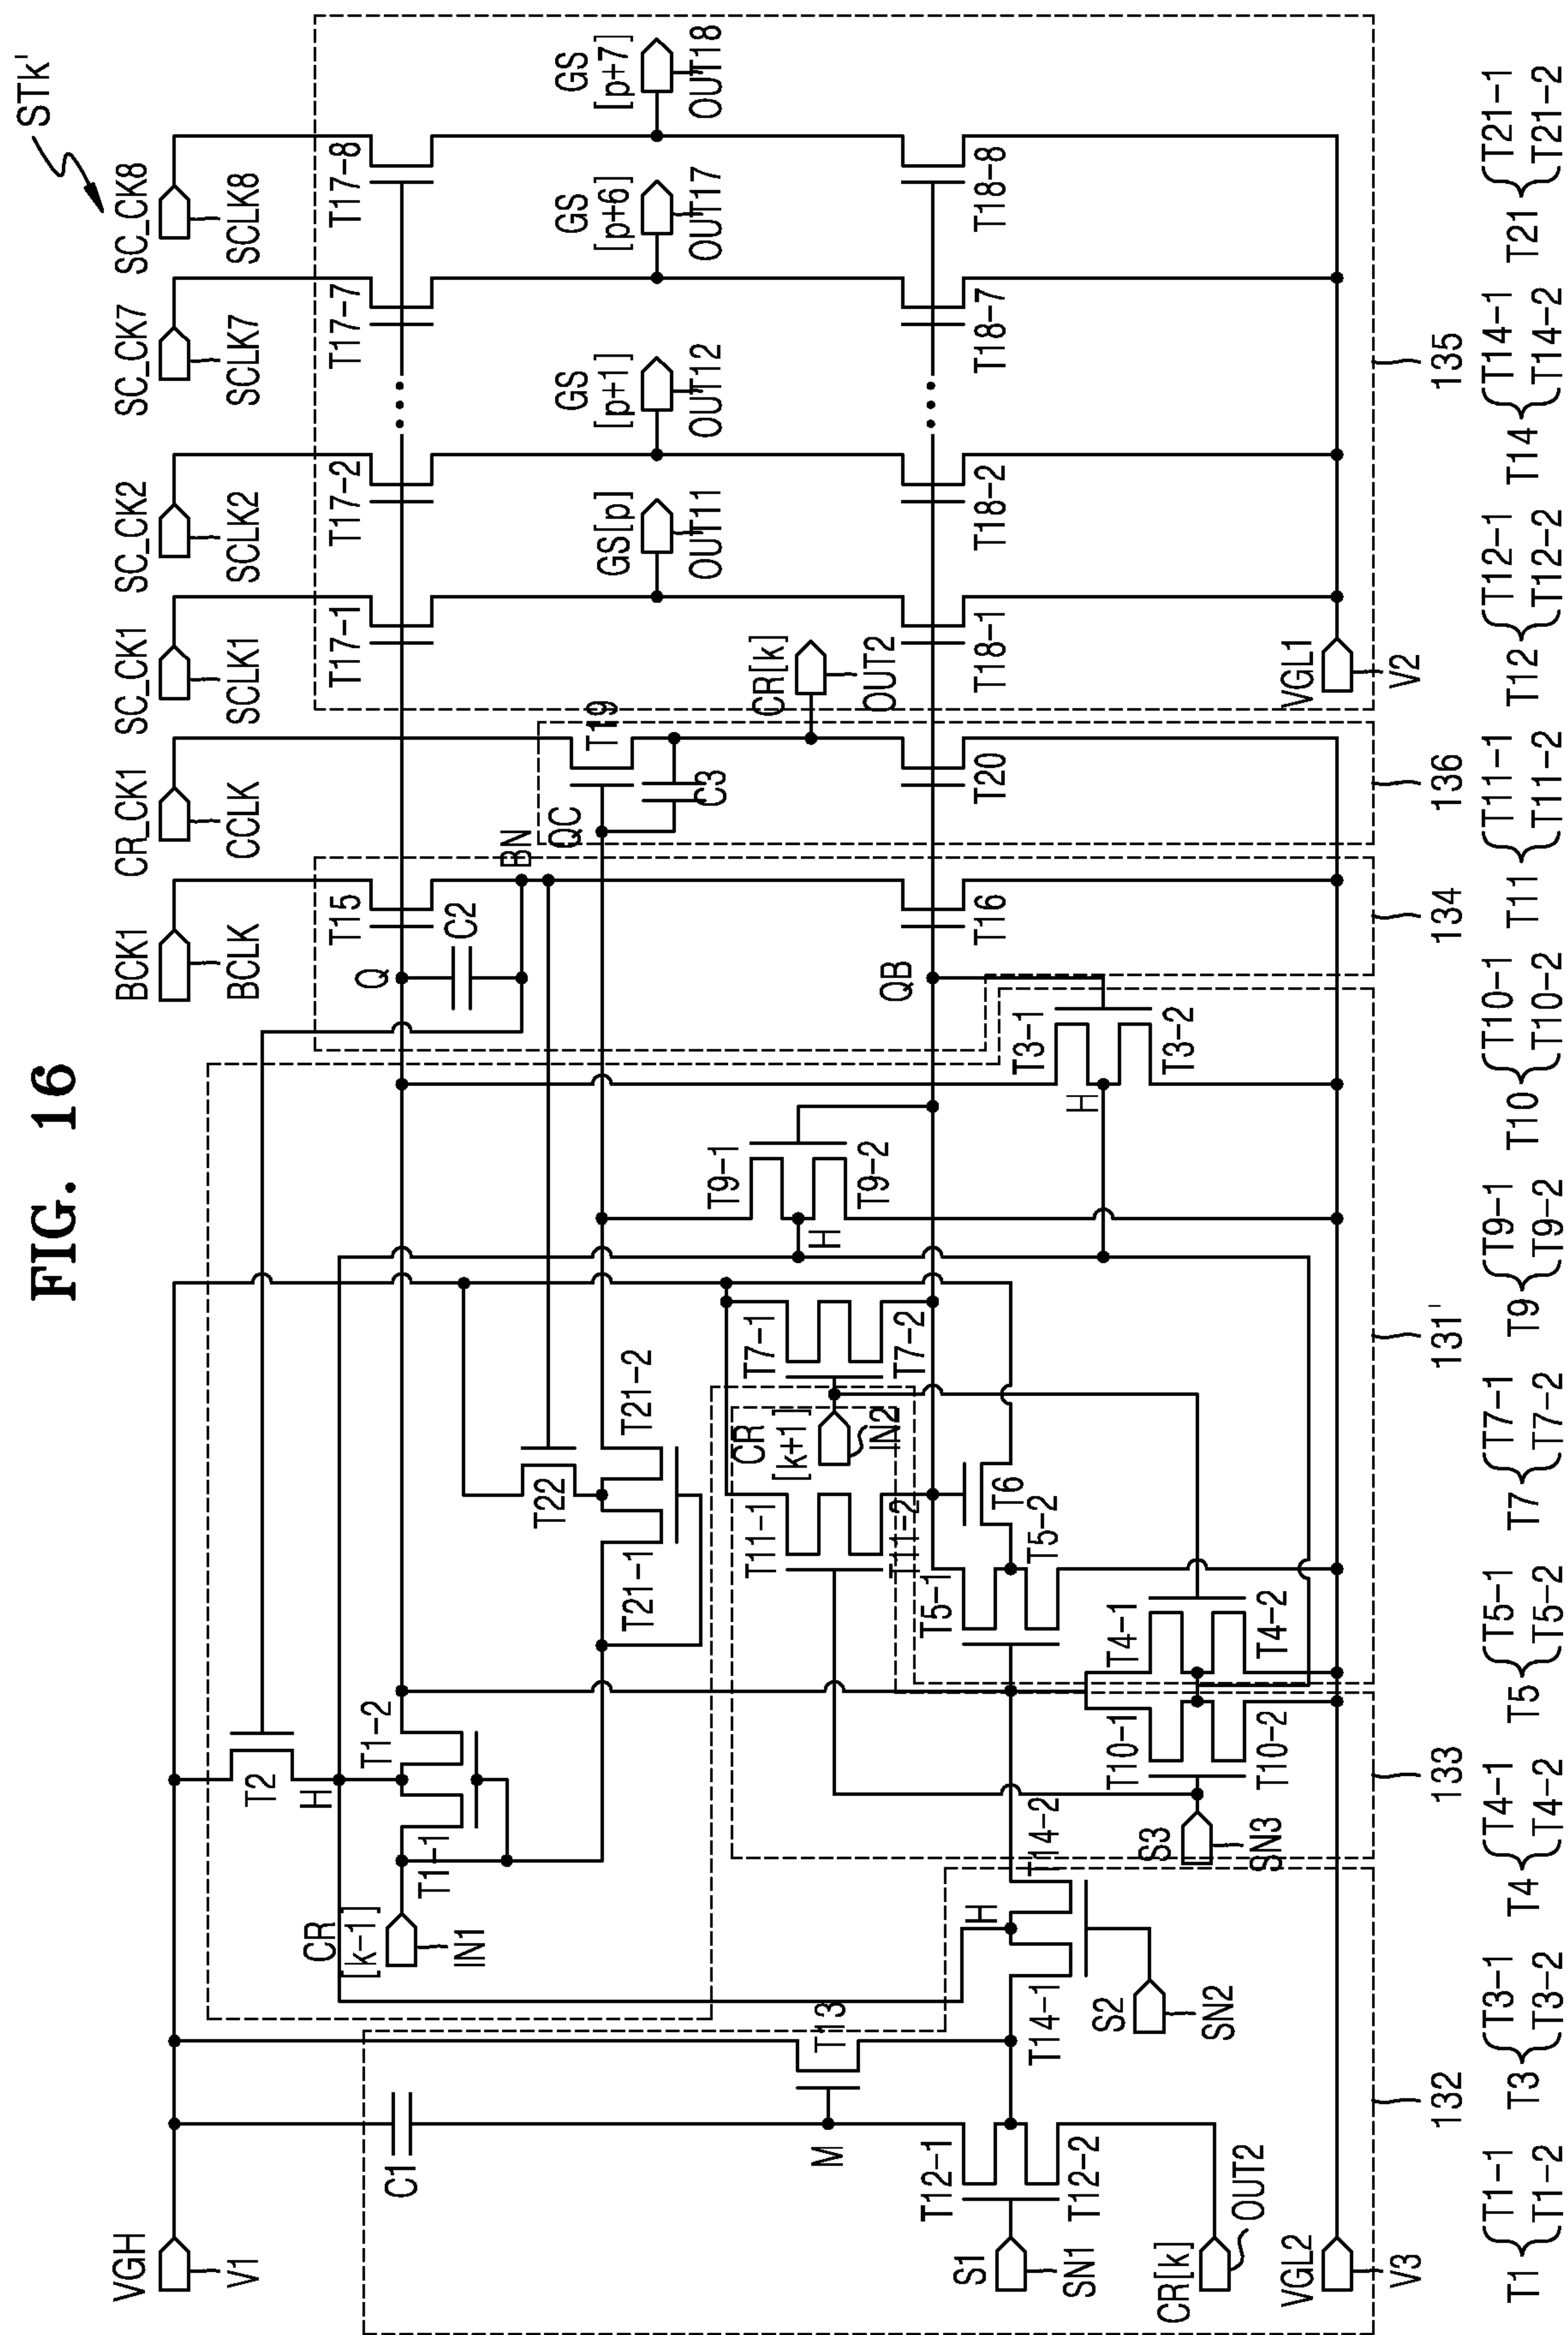 FIG. 16
STk'
VGH
V1
BCK1
BCLK
CR_CK1
CCLK
SC_CK1
SCLK1
SC_CK2
SCLK2
SC_CK7
SCLK7
SC_CK8
SCLK8
C1
T13
M
T12-1
T12-2
S1
SN1
CR[k]
OUT2
VGL2
V3
T14-1
T14-2
H
S2
SN2
132
T2
H
CR
[k-1]
IN1
T1-1
T1-2
T21-1
T21-2
T22
T11-1
T11-2
CR
[k+1]
IN2
T7-1
T7-2
T6
T5-1
T5-2
T4-1
T4-2
T10-1
T10-2
S3
SN3
133
T9-1
T9-2
H
T3-1
T3-2
H
131'
Q
C2
T15
BN
QB
T16
134
QC
T19
C3
T20
CR[k]
OUT2
136
T17-1
T17-2
T17-7
T17-8
GS[p]
OUT11
GS
[p+1]
OUT12
GS
[p+6]
OUT17
GS
[p+7]
OUT18
T18-1
T18-2
T18-7
T18-8
VGL1
V2
135
T1 { T1-1
T1-2
T3 { T3-1
T3-2
T4 { T4-1
T4-2
T5 { T5-1
T5-2
T7 { T7-1
T7-2
T9 { T9-1
T9-2
T10 { T10-1
T10-2
T11 { T11-1
T11-2
T12 { T12-1
T12-2
T14 { T14-1
T14-2
T21 { T21-1
T21-2